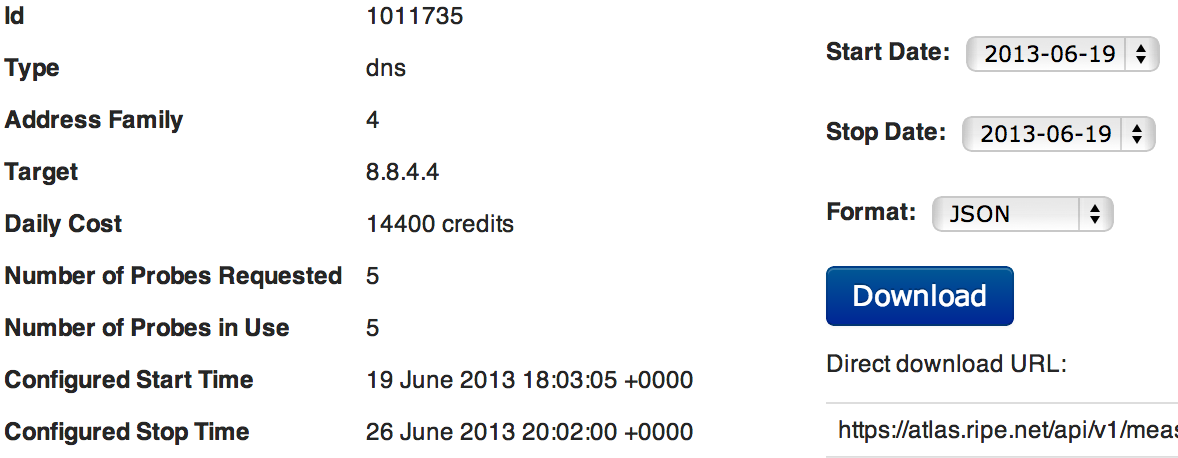 Id 1011735
Type dns
Address Family 4
Target 8.8.4.4
Daily Cost 14400 credits
Number of Probes Requested 5
Number of Probes in Use 5
Configured Start Time 19 June 2013 18:03:05 +0000
Configured Stop Time 26 June 2013 20:02:00 +0000
Start Date: 2013-06-19
Stop Date: 2013-06-19
Format: JSON
Download
Direct download URL:
https://atlas.ripe.net/api/v1/meas